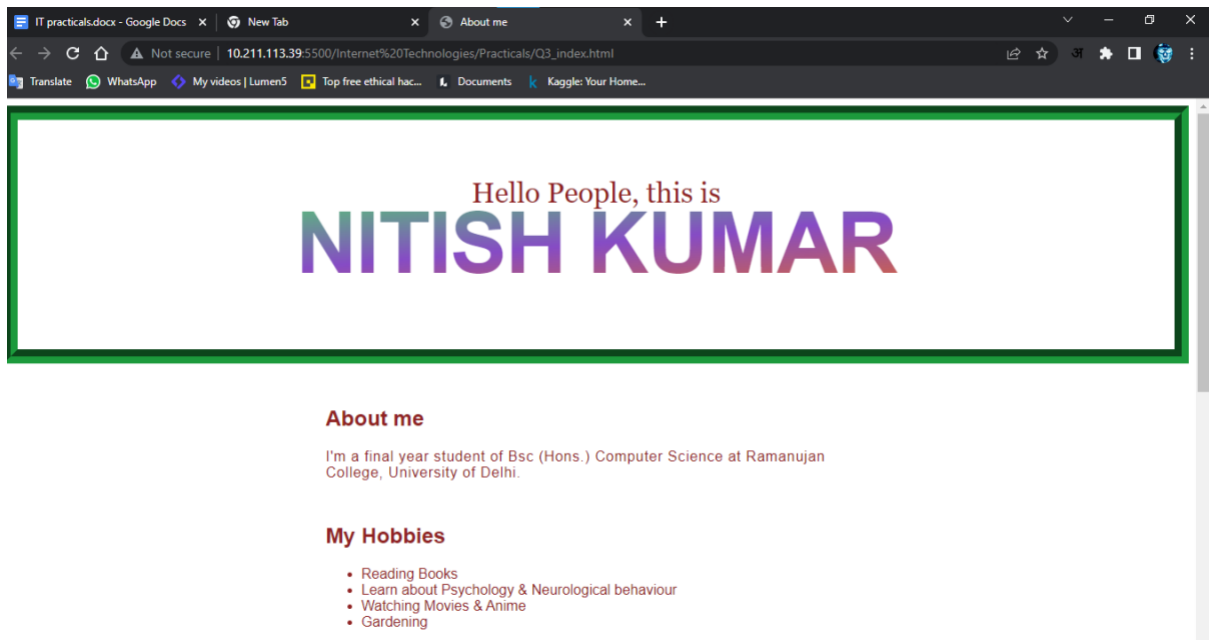 IT practicals.docx - Google Docs
New Tab
About me
Not secure | 10.211.113.39:5500/Internet%20Technologies/Practicals/Q3_index.html
अ
Translate
WhatsApp
My videos | Lumen5
Top free ethical hac...
Documents
Kaggle: Your Home...
Hello People, this is
NITISH KUMAR
About me
I'm a final year student of Bsc (Hons.) Computer Science at Ramanujan
College, University of Delhi.
My Hobbies
• Reading Books
• Learn about Psychology & Neurological behaviour
• Watching Movies & Anime
• Gardening